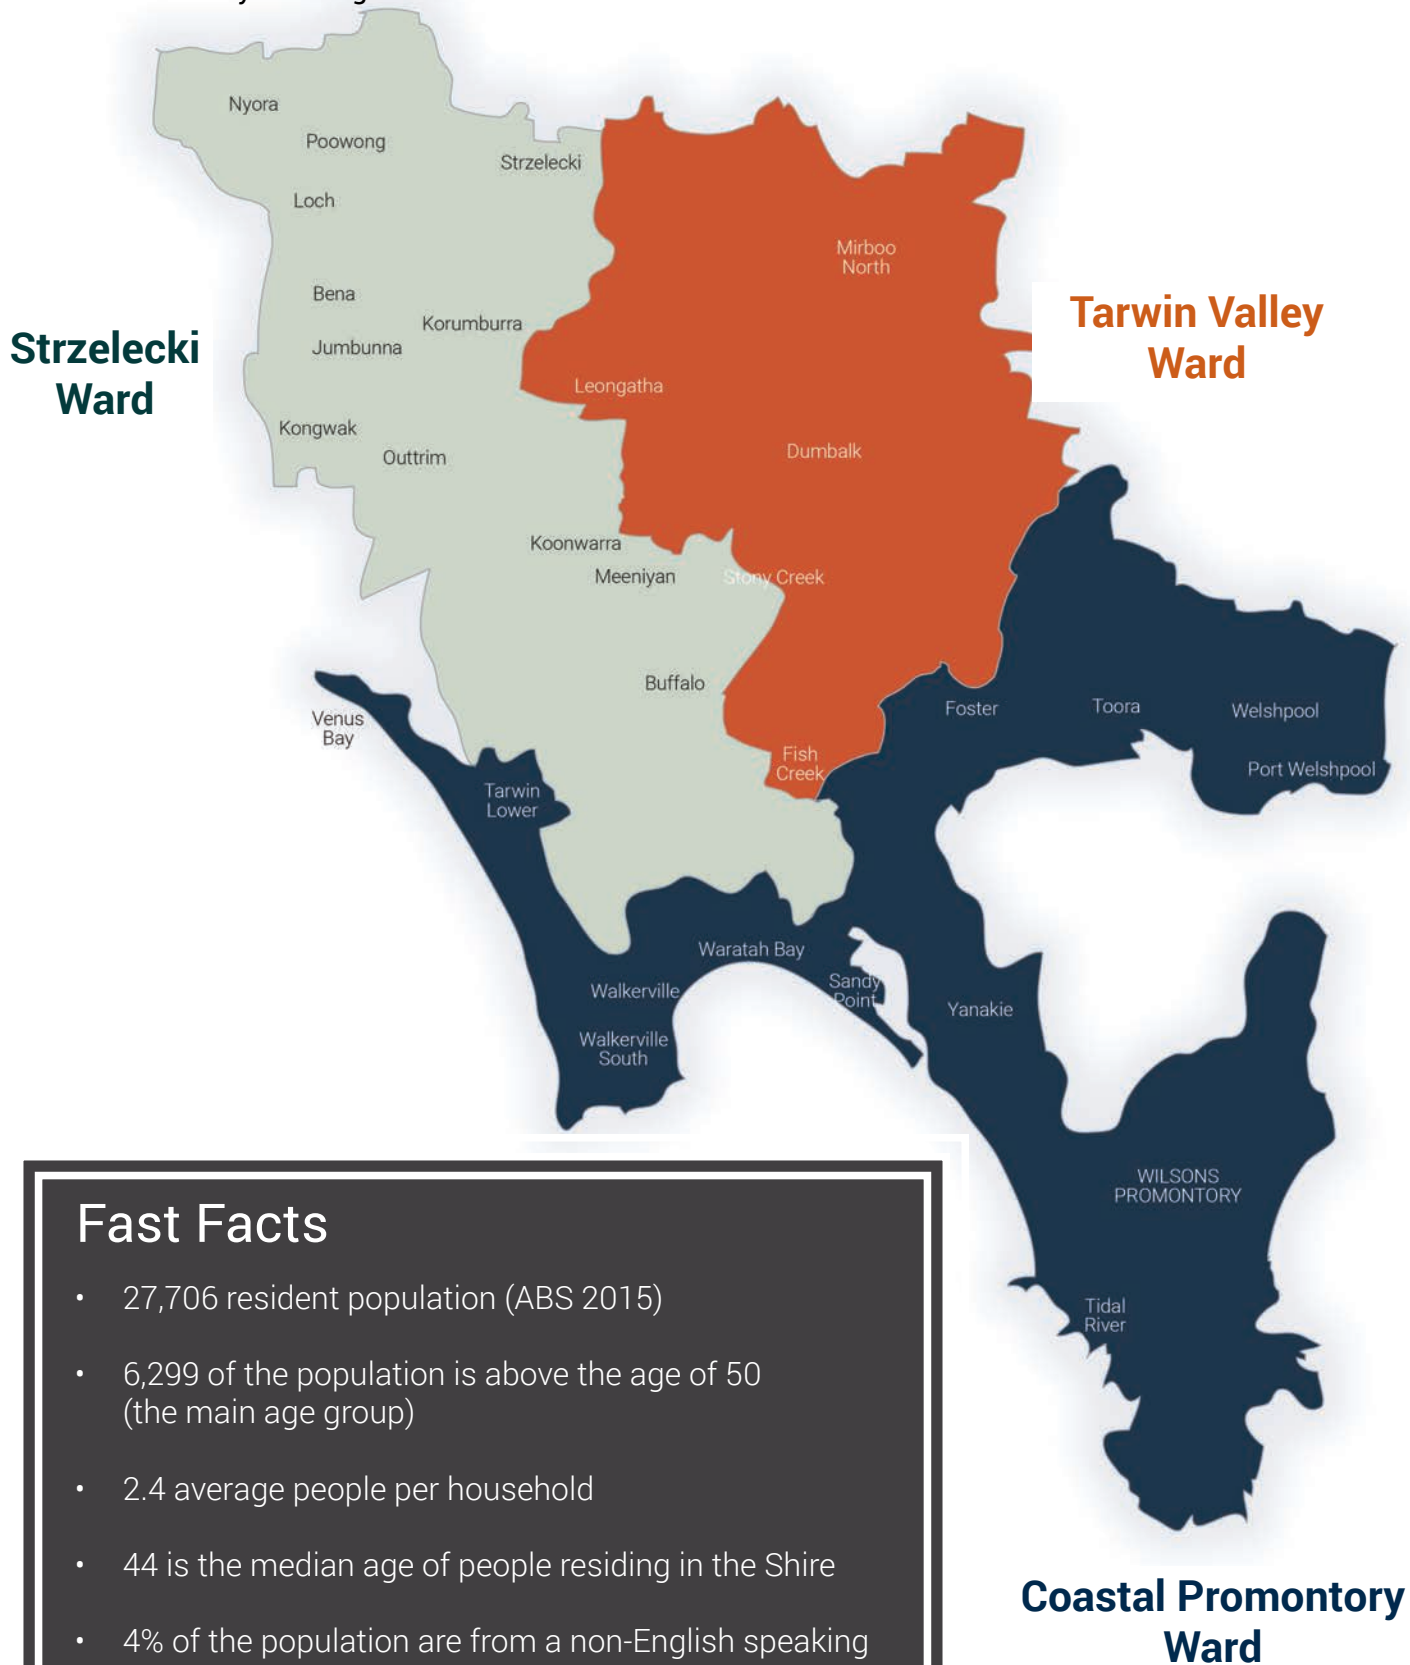 Nyora
Poowong
Strzelecki
Loch
Mirboo
North
Bena
Korumburra
Jumbunna
Strzelecki
Ward
Tarwin Valley
Ward
Leongatha
Kongwak
Outtrim
Dumbalk
Koonwarra
Meeniyan
Stony Creek
Buffalo
Venus
Bay
Foster
Toora
Welshpool
Fish
Creek
Port Welshpool
Tarwin
Lower
Waratah Bay
Walkerville
Sandy
Point
Yanakie
Walkerville
South
WILSONS
PROMONTORY
Tidal
River
Fast Facts
• 27,706 resident population (ABS 2015)
• 6,299 of the population is above the age of 50
(the main age group)
• 2.4 average people per household
• 44 is the median age of people residing in the Shire
• 4% of the population are from a non-English speaking
Coastal Promontory
Ward